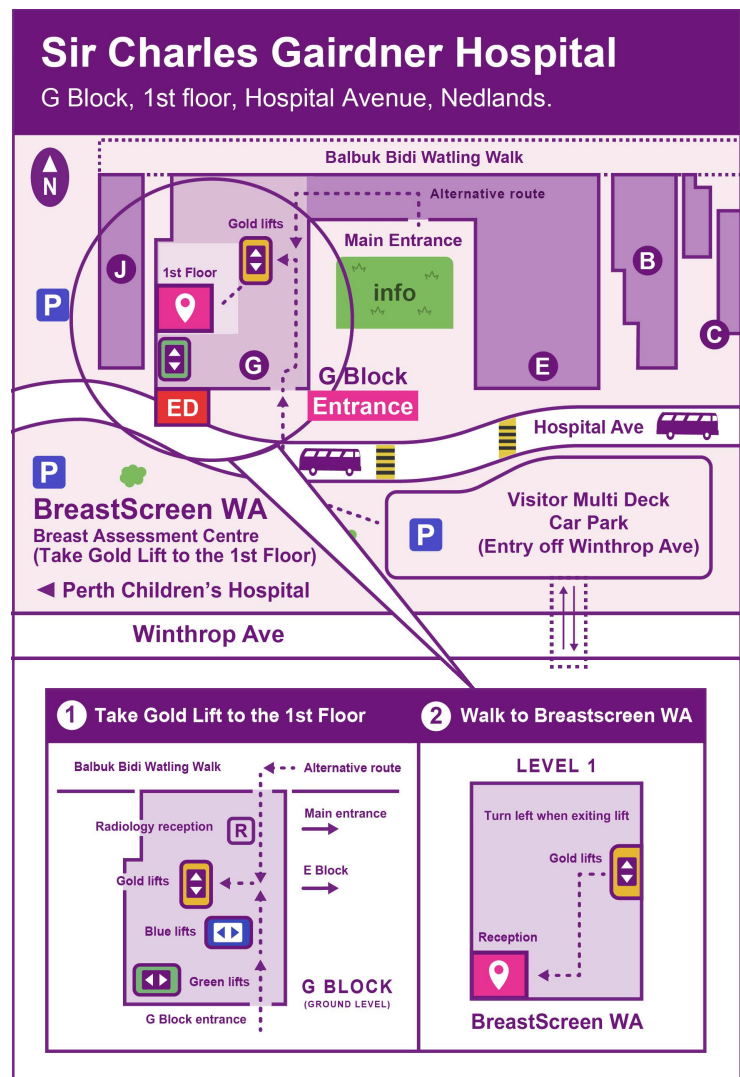 Sir Charles Gairdner Hospital
G Block, 1st floor, Hospital Avenue, Nedlands.
N
Balbuk Bidi Watling Walk
Alternative route
Gold lifts
Main Entrance
J
1st Floor
B
P
info
C
G
E
G Block
Entrance
ED
Hospital Ave
P
BreastScreen WA
Breast Assessment Centre
(Take Gold Lift to the 1st Floor)
P
Visitor Multi Deck
Car Park
(Entry off Winthrop Ave)
Perth Children's Hospital
Winthrop Ave
1 Take Gold Lift to the 1st Floor
Balbuk Bidi Watling Walk
Alternative route
Main entrance
Radiology reception
R
E Block
Gold lifts
Blue lifts
Green lifts
G BLOCK
(GROUND LEVEL)
G Block entrance
2 Walk to Breastscreen WA
LEVEL 1
Turn left when exiting lift
Gold lifts
Reception
BreastScreen WA